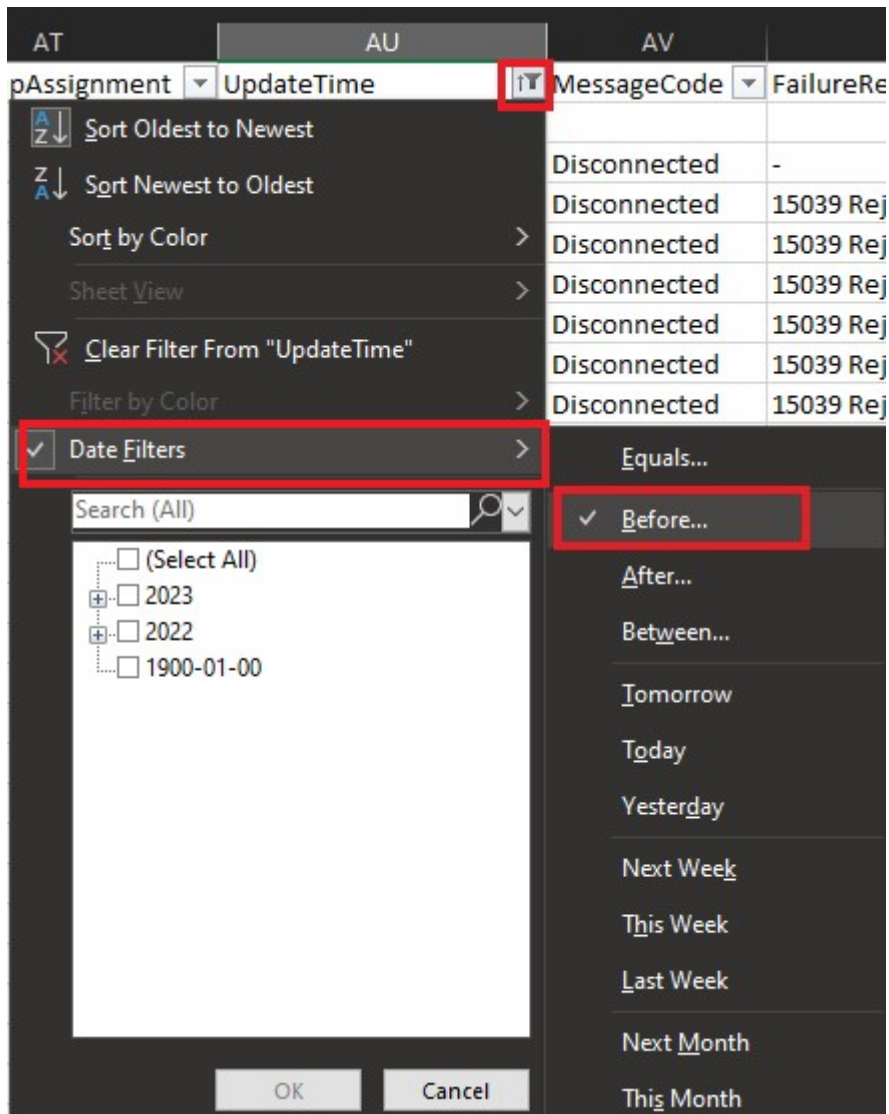 AT AU AV
pAssignment UpdateTime MessageCode FailureRe
Sort Oldest to Newest
Sort Newest to Oldest
Sort by Color
Sheet View
Clear Filter From "UpdateTime"
Filter by Color
Date Filters
Search (All)
(Select All)
2023
2022
1900-01-00
OK Cancel
Disconnected -
Disconnected 15039 Rej
Disconnected 15039 Rej
Disconnected 15039 Rej
Disconnected 15039 Rej
Disconnected 15039 Rej
Disconnected 15039 Rej
Equals...
Before...
After...
Between...
Tomorrow
Today
Yesterday
Next Week
This Week
Last Week
Next Month
This Month